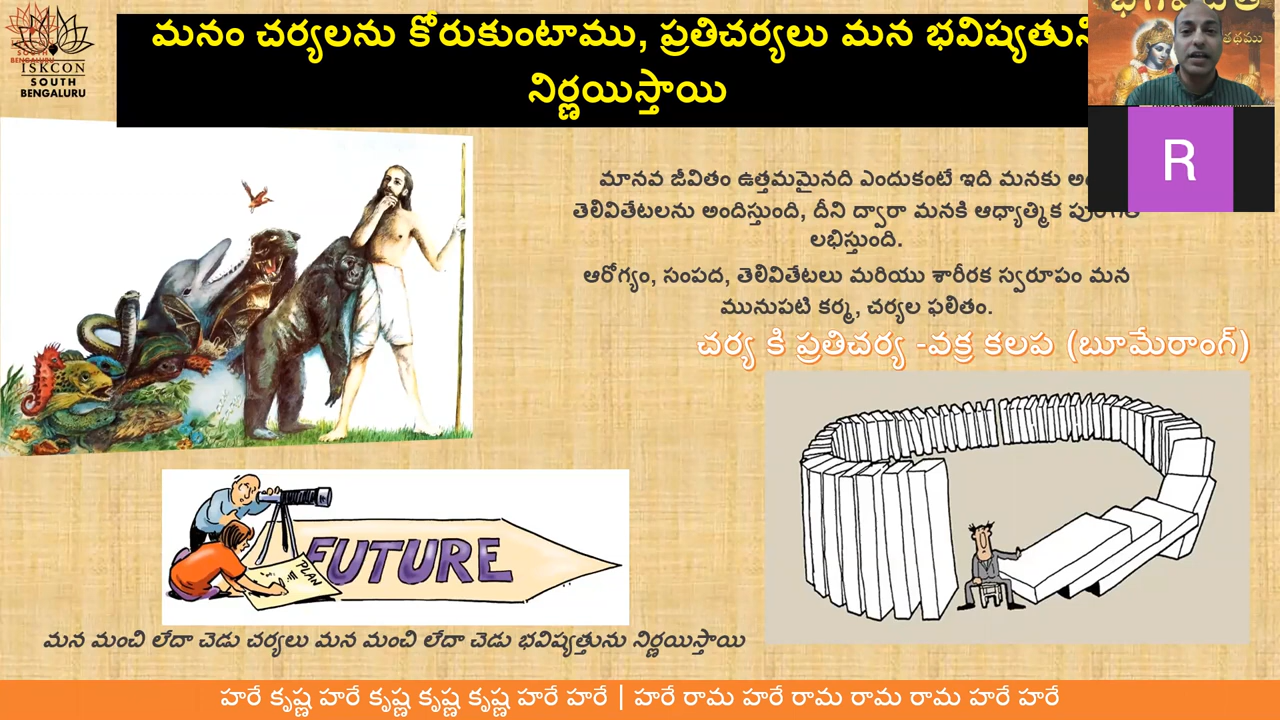 మనం చర్యలను కోరుకుంటాము, ప్రతిచర్యలు మన
నిర్ణయిస్తాయి
ISKCON
SOUTH
BENGALURU
R
మానవ జీవితం ఉత్తమమైనది ఎందుకంటే ఇది మనకు
తెలివితేటలను అందిస్తుంది, దీని ద్వారా మనకి ఆధ్యాత్మిక
లభిస్తుంది.
ఆరోగ్యం, సంపద, తెలివితేటలు మరియు శారీరక స్వరూపం మన
మునుపటి కర్మ, చర్యల ఫలితం.
చర్య కి ప్రతిచర్య -వక్ర కలప (బూమేరాంగ్)
FUTURE
PLAN
మన మంచి లేదా చెడు చర్యలు మన మంచి లేదా చెడు భవిష్యత్తును నిర్ణయిస్తాయి
హరే కృష్ణ హరే కృష్ణ కృష్ణ కృష్ణ హరే హరే | హరే రామ హరే రామ రామ రామ హరే హరే